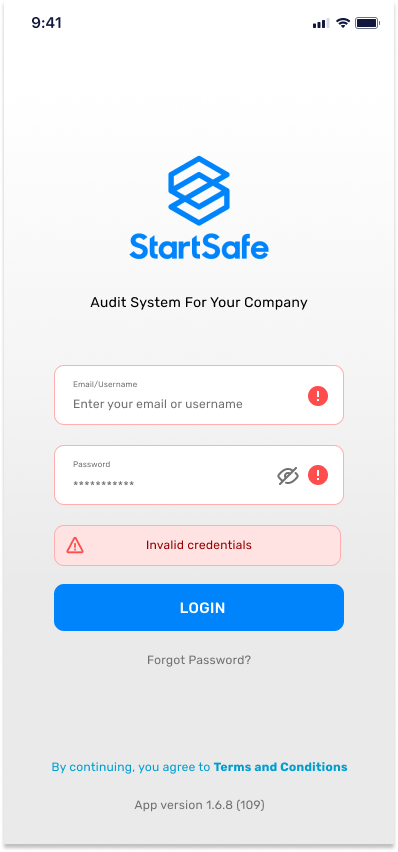 9:41
StartSafe
Audit System For Your Company
Email/Username
Enter your email or username
Password
***********
Invalid credentials
LOGIN
Forgot Password?
By continuing, you agree to Terms and Conditions
App version 1.6.8 (109)